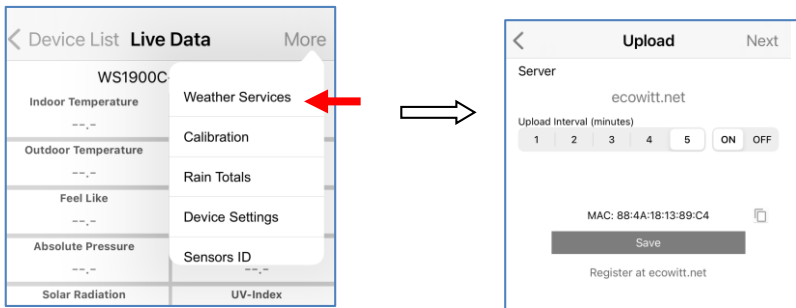 Device List Live Data More
WS1900C-
Indoor Temperature
--.-
Outdoor Temperature
--.-
Feel Like
--.-
Absolute Pressure
--.-
--.-
Solar Radiation
UV-Index
Weather Services
Calibration
Rain Totals
Device Settings
Sensors ID
Upload Next
Server
ecowitt.net
Upload Interval (minutes)
1 2 3 4 5 ON OFF
MAC: 88:4A:18:13:89:C4
Save
Register at ecowitt.net